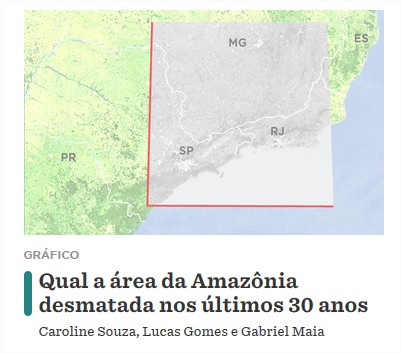 MG
ES
RJ
SP
PR
GRÁFICO
Qual a área da Amazônia
desmatada nos últimos 30 anos
Caroline Souza, Lucas Gomes e Gabriel Maia